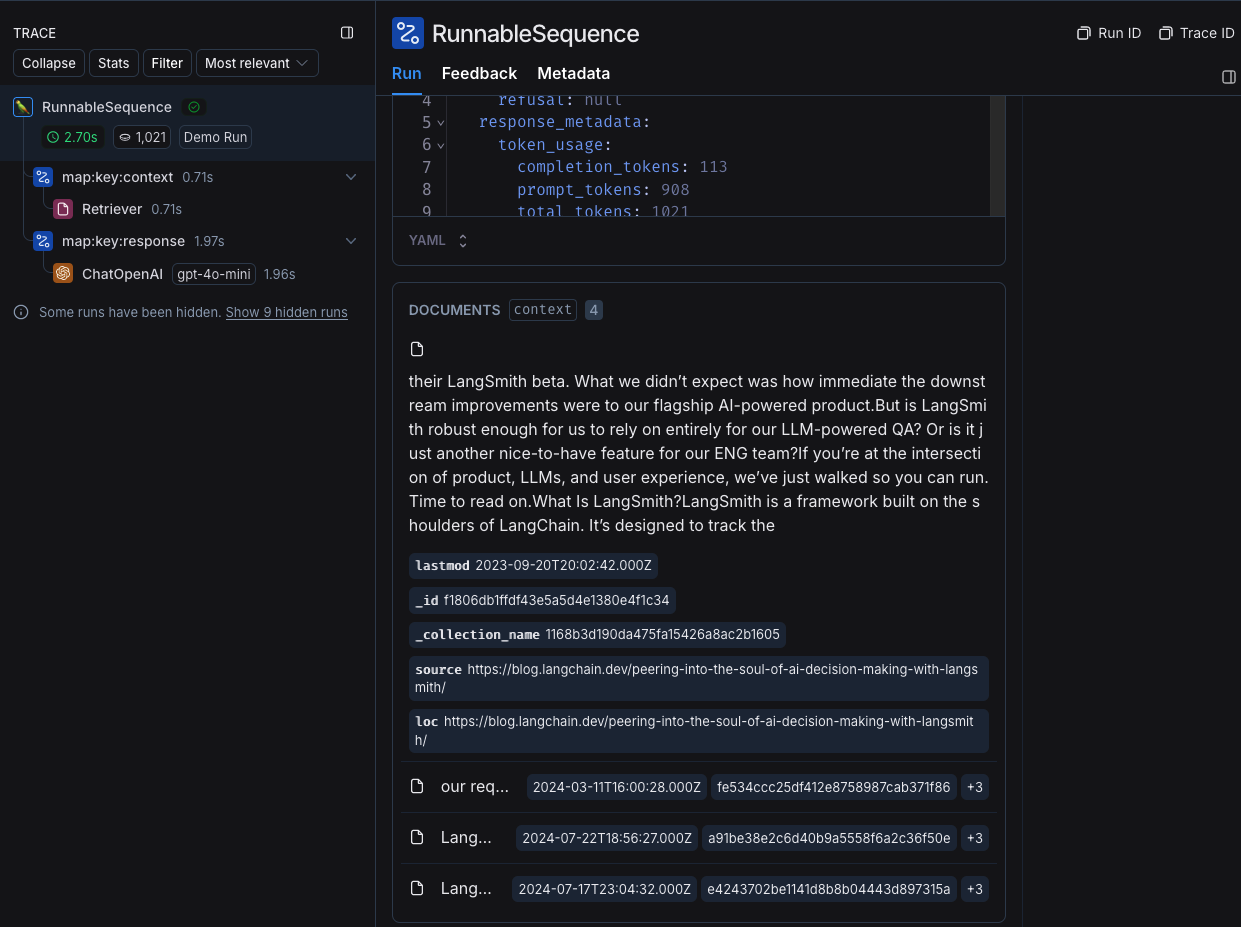 TRACE
Collapse Stats Filter Most relevant
RunnableSequence
2.70s 1,021 Demo Run
map:key:context 0.71s
Retriever 0.71s
map:key:response 1.97s
ChatOpenAI gpt-4o-mini 1.96s
Some runs have been hidden. Show 9 hidden runs
RunnableSequence
Run ID Trace ID
Run Feedback Metadata
4 refusal: null
5 response_metadata:
6 token_usage:
7 completion_tokens: 113
8 prompt_tokens: 908
9 total_tokens: 1021
YAML
DOCUMENTS context 4
their LangSmith beta. What we didn’t expect was how immediate the downst
ream improvements were to our flagship AI-powered product.But is LangSmi
th robust enough for us to rely on entirely for our LLM-powered QA? Or is it j
ust another nice-to-have feature for our ENG team?If you’re at the intersecti
on of product, LLMs, and user experience, we’ve just walked so you can run.
Time to read on.What Is LangSmith?LangSmith is a framework built on the s
houlders of LangChain. It’s designed to track the
lastmod 2023-09-20T20:02:42.000Z
_id f1806db1ffdf43e5a5d4e1380e4f1c34
_collection_name 1168b3d190da475fa15426a8ac2b1605
source https://blog.langchain.dev/peering-into-the-soul-of-ai-decision-making-with-langs
mith/
loc https://blog.langchain.dev/peering-into-the-soul-of-ai-decision-making-with-langsmit
h/
our req... 2024-03-11T16:00:28.000Z fe534ccc25df412e8758987cab371f86 +3
Lang... 2024-07-22T18:56:27.000Z a91be38e2c6d40b9a5558f6a2c36f50e +3
Lang... 2024-07-17T23:04:32.000Z e4243702be1141d8b8b04443d897315a +3